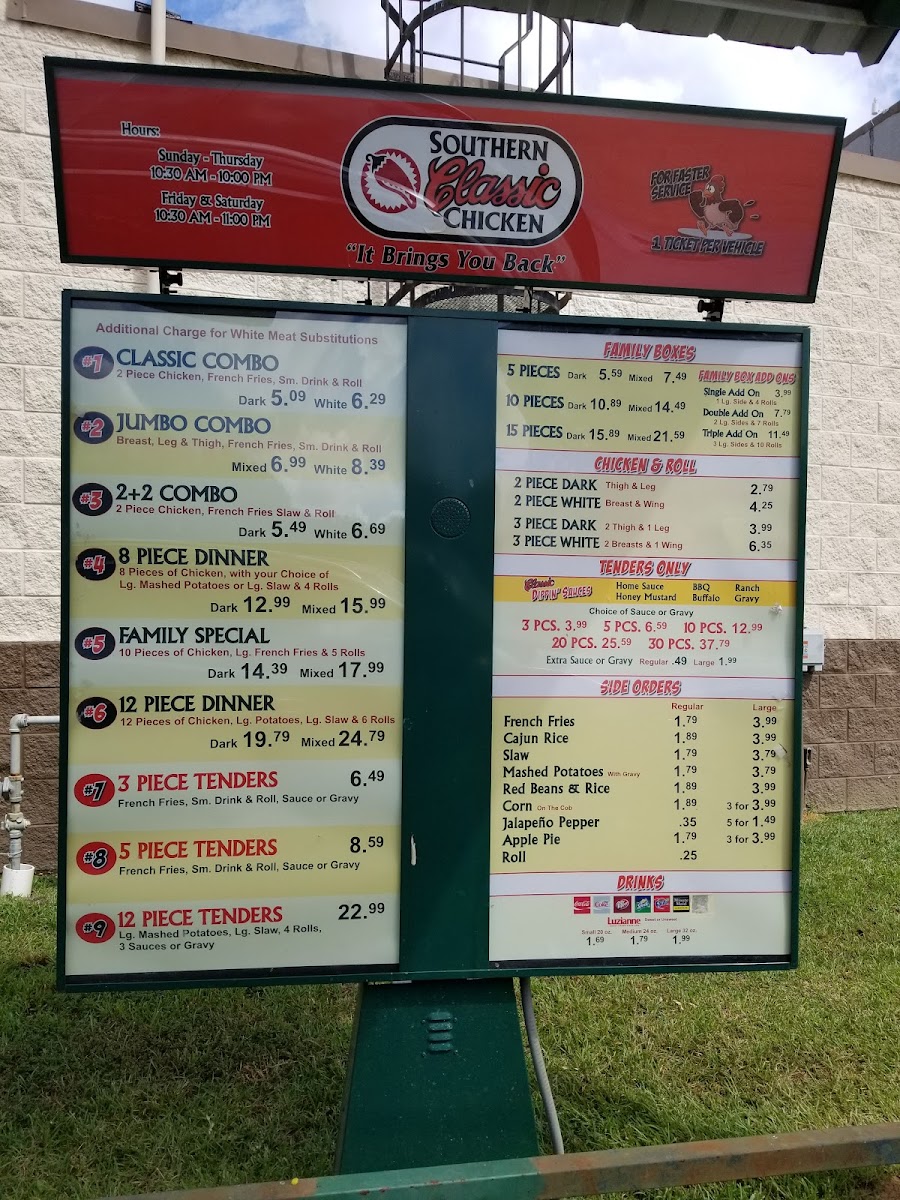 Hours:
Sunday - Thursday
10:30 AM - 10:00 PM
Friday & Saturday
10:30 AM - 11:00 PM
SOUTHERN
Classic
CHICKEN
"It Brings You Back"
FOR FASTER
SERVICE
1 TICKET PER VEHICLE
Additional Charge for White Meat Substitutions
#1 CLASSIC COMBO
2 Piece Chicken, French Fries, Sm. Drink & Roll
Dark 5.09 White 6.29
#2 JUMBO COMBO
Breast, Leg & Thigh, French Fries, Sm. Drink & Roll
Mixed 6.99 White 8.39
#3 2+2 COMBO
2 Piece Chicken, French Fries Slaw & Roll
Dark 5.49 White 6.69
#4 8 PIECE DINNER
8 Pieces of Chicken, with your Choice of
Lg. Mashed Potatoes or Lg. Slaw & 4 Rolls
Dark 12.99 Mixed 15.99
#5 FAMILY SPECIAL
10 Pieces of Chicken, Lg. French Fries & 5 Rolls
Dark 14.39 Mixed 17.99
#6 12 PIECE DINNER
12 Pieces of Chicken, Lg. Potatoes, Lg. Slaw & 6 Rolls
Dark 19.79 Mixed 24.79
#7 3 PIECE TENDERS 6.49
French Fries, Sm. Drink & Roll, Sauce or Gravy
#8 5 PIECE TENDERS 8.59
French Fries, Sm. Drink & Roll, Sauce or Gravy
#9 12 PIECE TENDERS 22.99
Lg. Mashed Potatoes, Lg. Slaw, 4 Rolls,
3 Sauces or Gravy
FAMILY BOXES
5 PIECES Dark 5.59 Mixed 7.49
10 PIECES Dark 10.89 Mixed 14.49
15 PIECES Dark 15.89 Mixed 21.59
FAMILY BOX ADD ONS
Single Add On 3.99
1 Lg. Side & 4 Rolls
Double Add On 7.79
2 Lg. Sides & 7 Rolls
Triple Add On 11.49
3 Lg. Sides & 10 Rolls
CHICKEN & ROLL
2 PIECE DARK Thigh & Leg 2.79
2 PIECE WHITE Breast & Wing 4.25
3 PIECE DARK 2 Thigh & 1 Leg 3.99
3 PIECE WHITE 2 Breasts & 1 Wing 6.35
TENDERS ONLY
Classic
DIPPIN' SAUCES
Home Sauce BBQ Ranch
Honey Mustard Buffalo Gravy
Choice of Sauce or Gravy
3 PCS. 3.99 5 PCS. 6.59 10 PCS. 12.99
20 PCS. 25.59 30 PCS. 37.79
Extra Sauce or Gravy Regular .49 Large 1.99
SIDE ORDERS
Regular Large
French Fries 1.79 3.99
Cajun Rice 1.89 3.99
Slaw 1.79 3.79
Mashed Potatoes With Gravy 1.79 3.79
Red Beans & Rice 1.89 3.99
Corn On The Cob 1.89 3 for 3.99
Jalapeño Pepper .35 5 for 1.49
Apple Pie 1.79 3 for 3.99
Roll .25
DRINKS
Luzianne
Small 20 oz. Medium 24 oz. Large 32 oz.
1.69 1.79 1.99